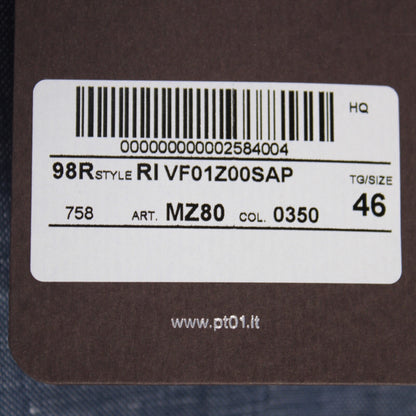 HQ
000000000002584004
98R STYLE RI VF01Z00SAP TG/SIZE
758 ART. MZ80 COL. 0350 46
www.pt01.it